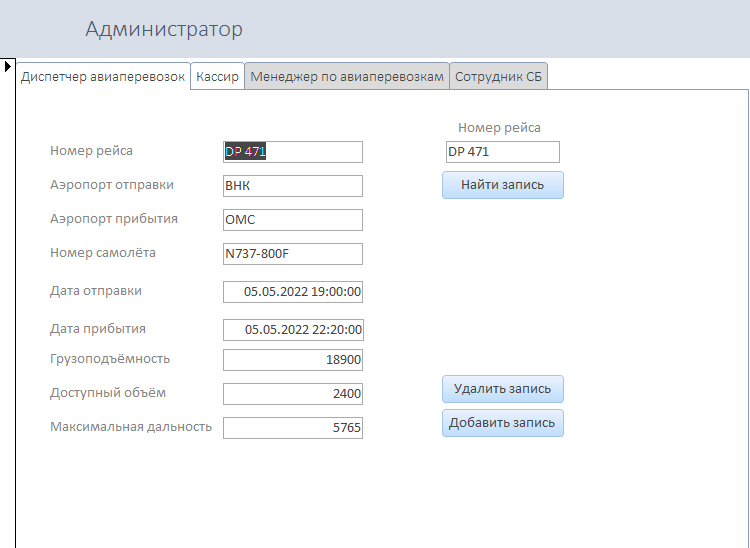 Администратор
Диспетчер авиаперевозок Кассир Менеджер по авиаперевозкам Сотрудник СБ
Номер рейса
Номер рейса DP 471 DP 471
Аэропорт отправки ВНК Найти запись
Аэропорт прибытия ОМС
Номер самолёта N737-800F
Дата отправки 05.05.2022 19:00:00
Дата прибытия 05.05.2022 22:20:00
Грузоподъёмность 18900
Доступный объём 2400 Удалить запись
Максимальная дальность 5765 Добавить запись